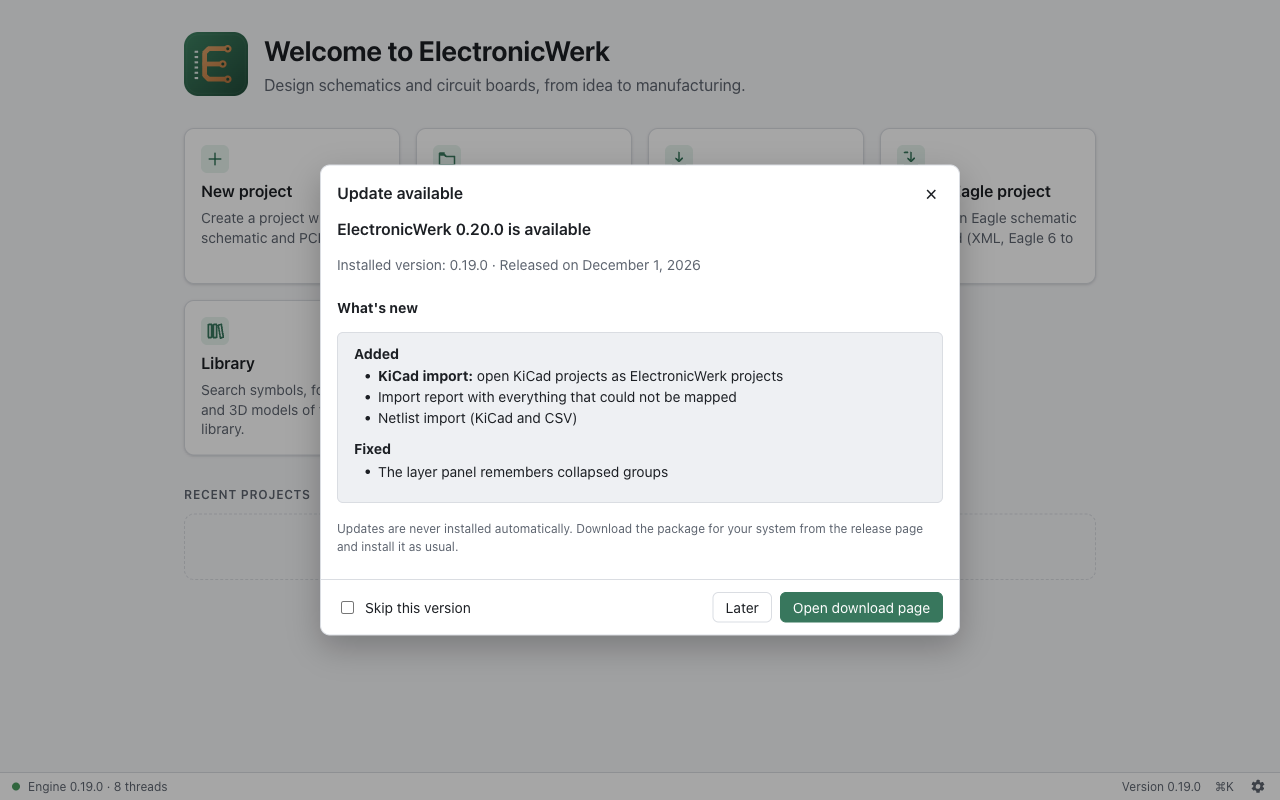 Welcome to ElectronicWerk
Design schematics and circuit boards, from idea to manufacturing.
New project
Create a project w
schematic and PC
agle project
n Eagle schematic
(XML, Eagle 6 to
Library
Search symbols, fo
and 3D models of
library.
RECENT PROJECTS
Update available
ElectronicWerk 0.20.0 is available
Installed version: 0.19.0 · Released on December 1, 2026
What's new
Added
• KiCad import: open KiCad projects as ElectronicWerk projects
• Import report with everything that could not be mapped
• Netlist import (KiCad and CSV)
Fixed
• The layer panel remembers collapsed groups
Updates are never installed automatically. Download the package for your system from the release page
and install it as usual.
Skip this version
Later
Open download page
Engine 0.19.0 · 8 threads
Version 0.19.0
⌘K